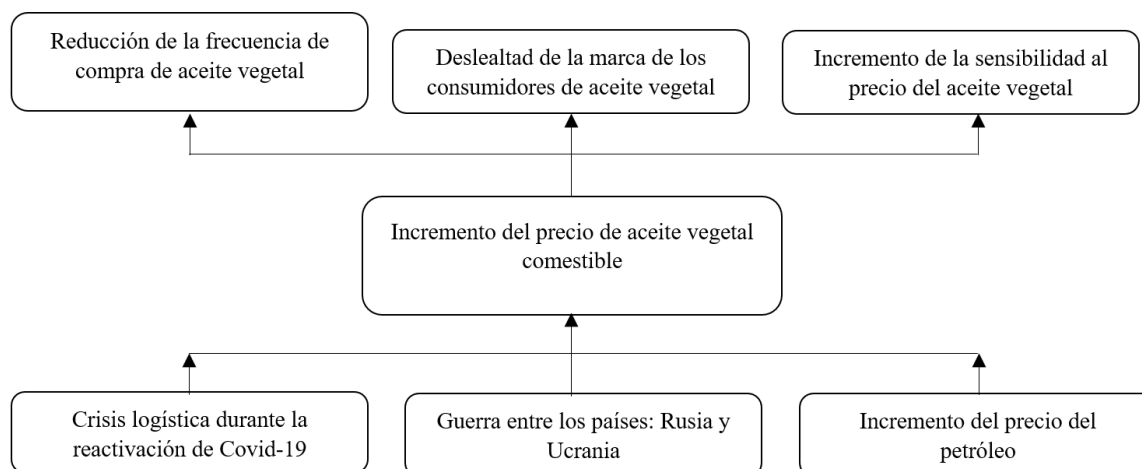 Reducción de la frecuencia de
compra de aceite vegetal
Deslealtad de la marca de los
consumidores de aceite vegetal
Incremento de la sensibilidad al
precio del aceite vegetal
Incremento del precio de aceite vegetal
comestible
Crisis logística durante la
reactivación de Covid-19
Guerra entre los países: Rusia y
Ucrania
Incremento del precio del
petróleo